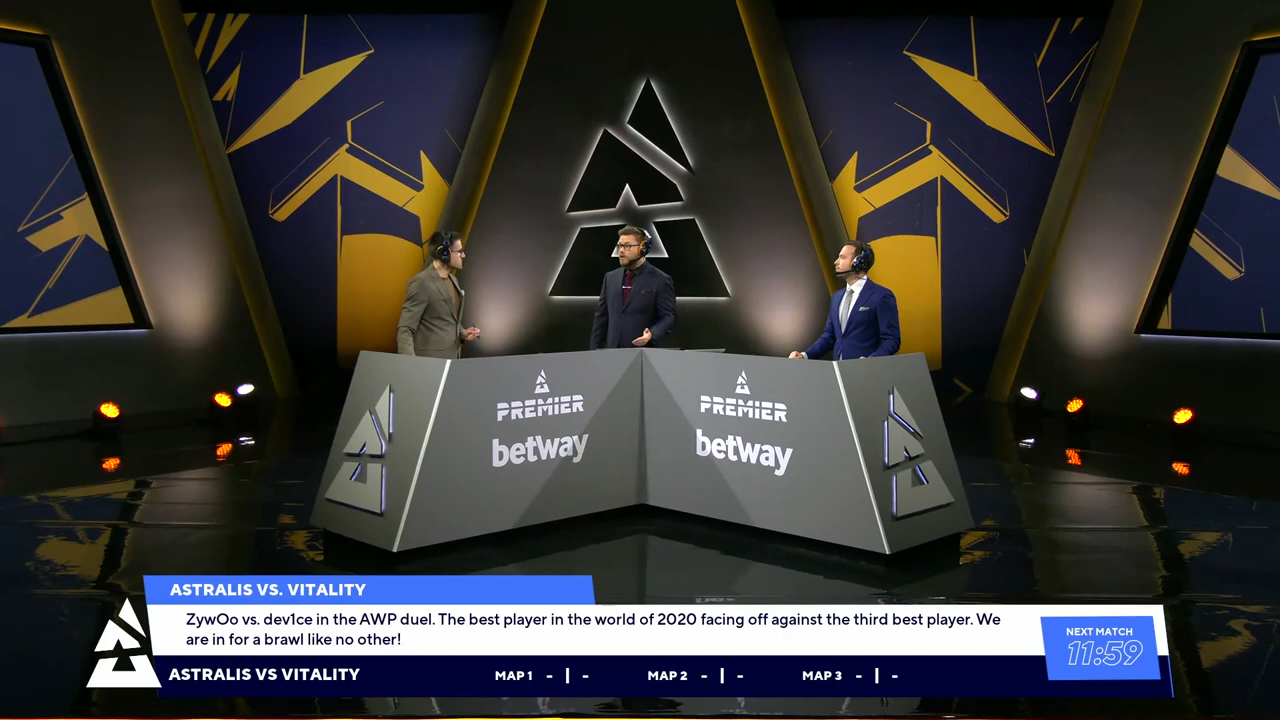 PREMIER
betway
PREMIER
betway
ASTRALIS VS. VITALITY
ZywOo vs. dev1ce in the AWP duel. The best player in the world of 2020 facing off against the third best player. We
are in for a brawl like no other!
NEXT MATCH
11:59
ASTRALIS VS VITALITY MAP 1 - | - MAP 2 - | - MAP 3 - | -